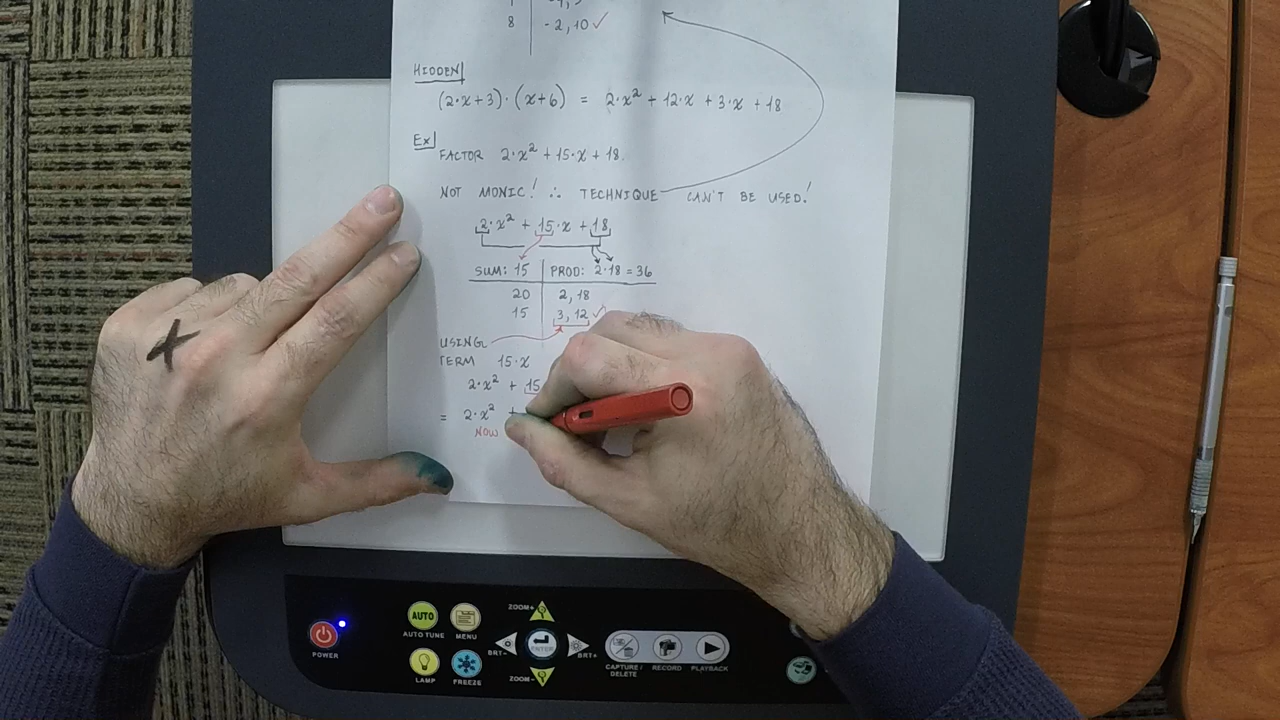 8 -2, 10 ✓
HIDDEN
(2·x+3)·(x+6) = 2·x² + 12·x + 3·x + 18
Ex
FACTOR 2·x² + 15·x + 18.
NOT MONIC! ∴ TECHNIQUE CAN'T BE USED!
2·x² + 15·x + 18
SUM: 15 PROD: 2·18 = 36
20 2, 18
15 3, 12 ✓
USING
TERM 15·x
2·x² + 15
= 2·x² +
NOW
POWER
AUTO
AUTO TUNE
MENU
LAMP
FREEZE
ZOOM+
BRT-
ENTER
BRT+
ZOOM-
CAPTURE/
DELETE
RECORD
PLAYBACK